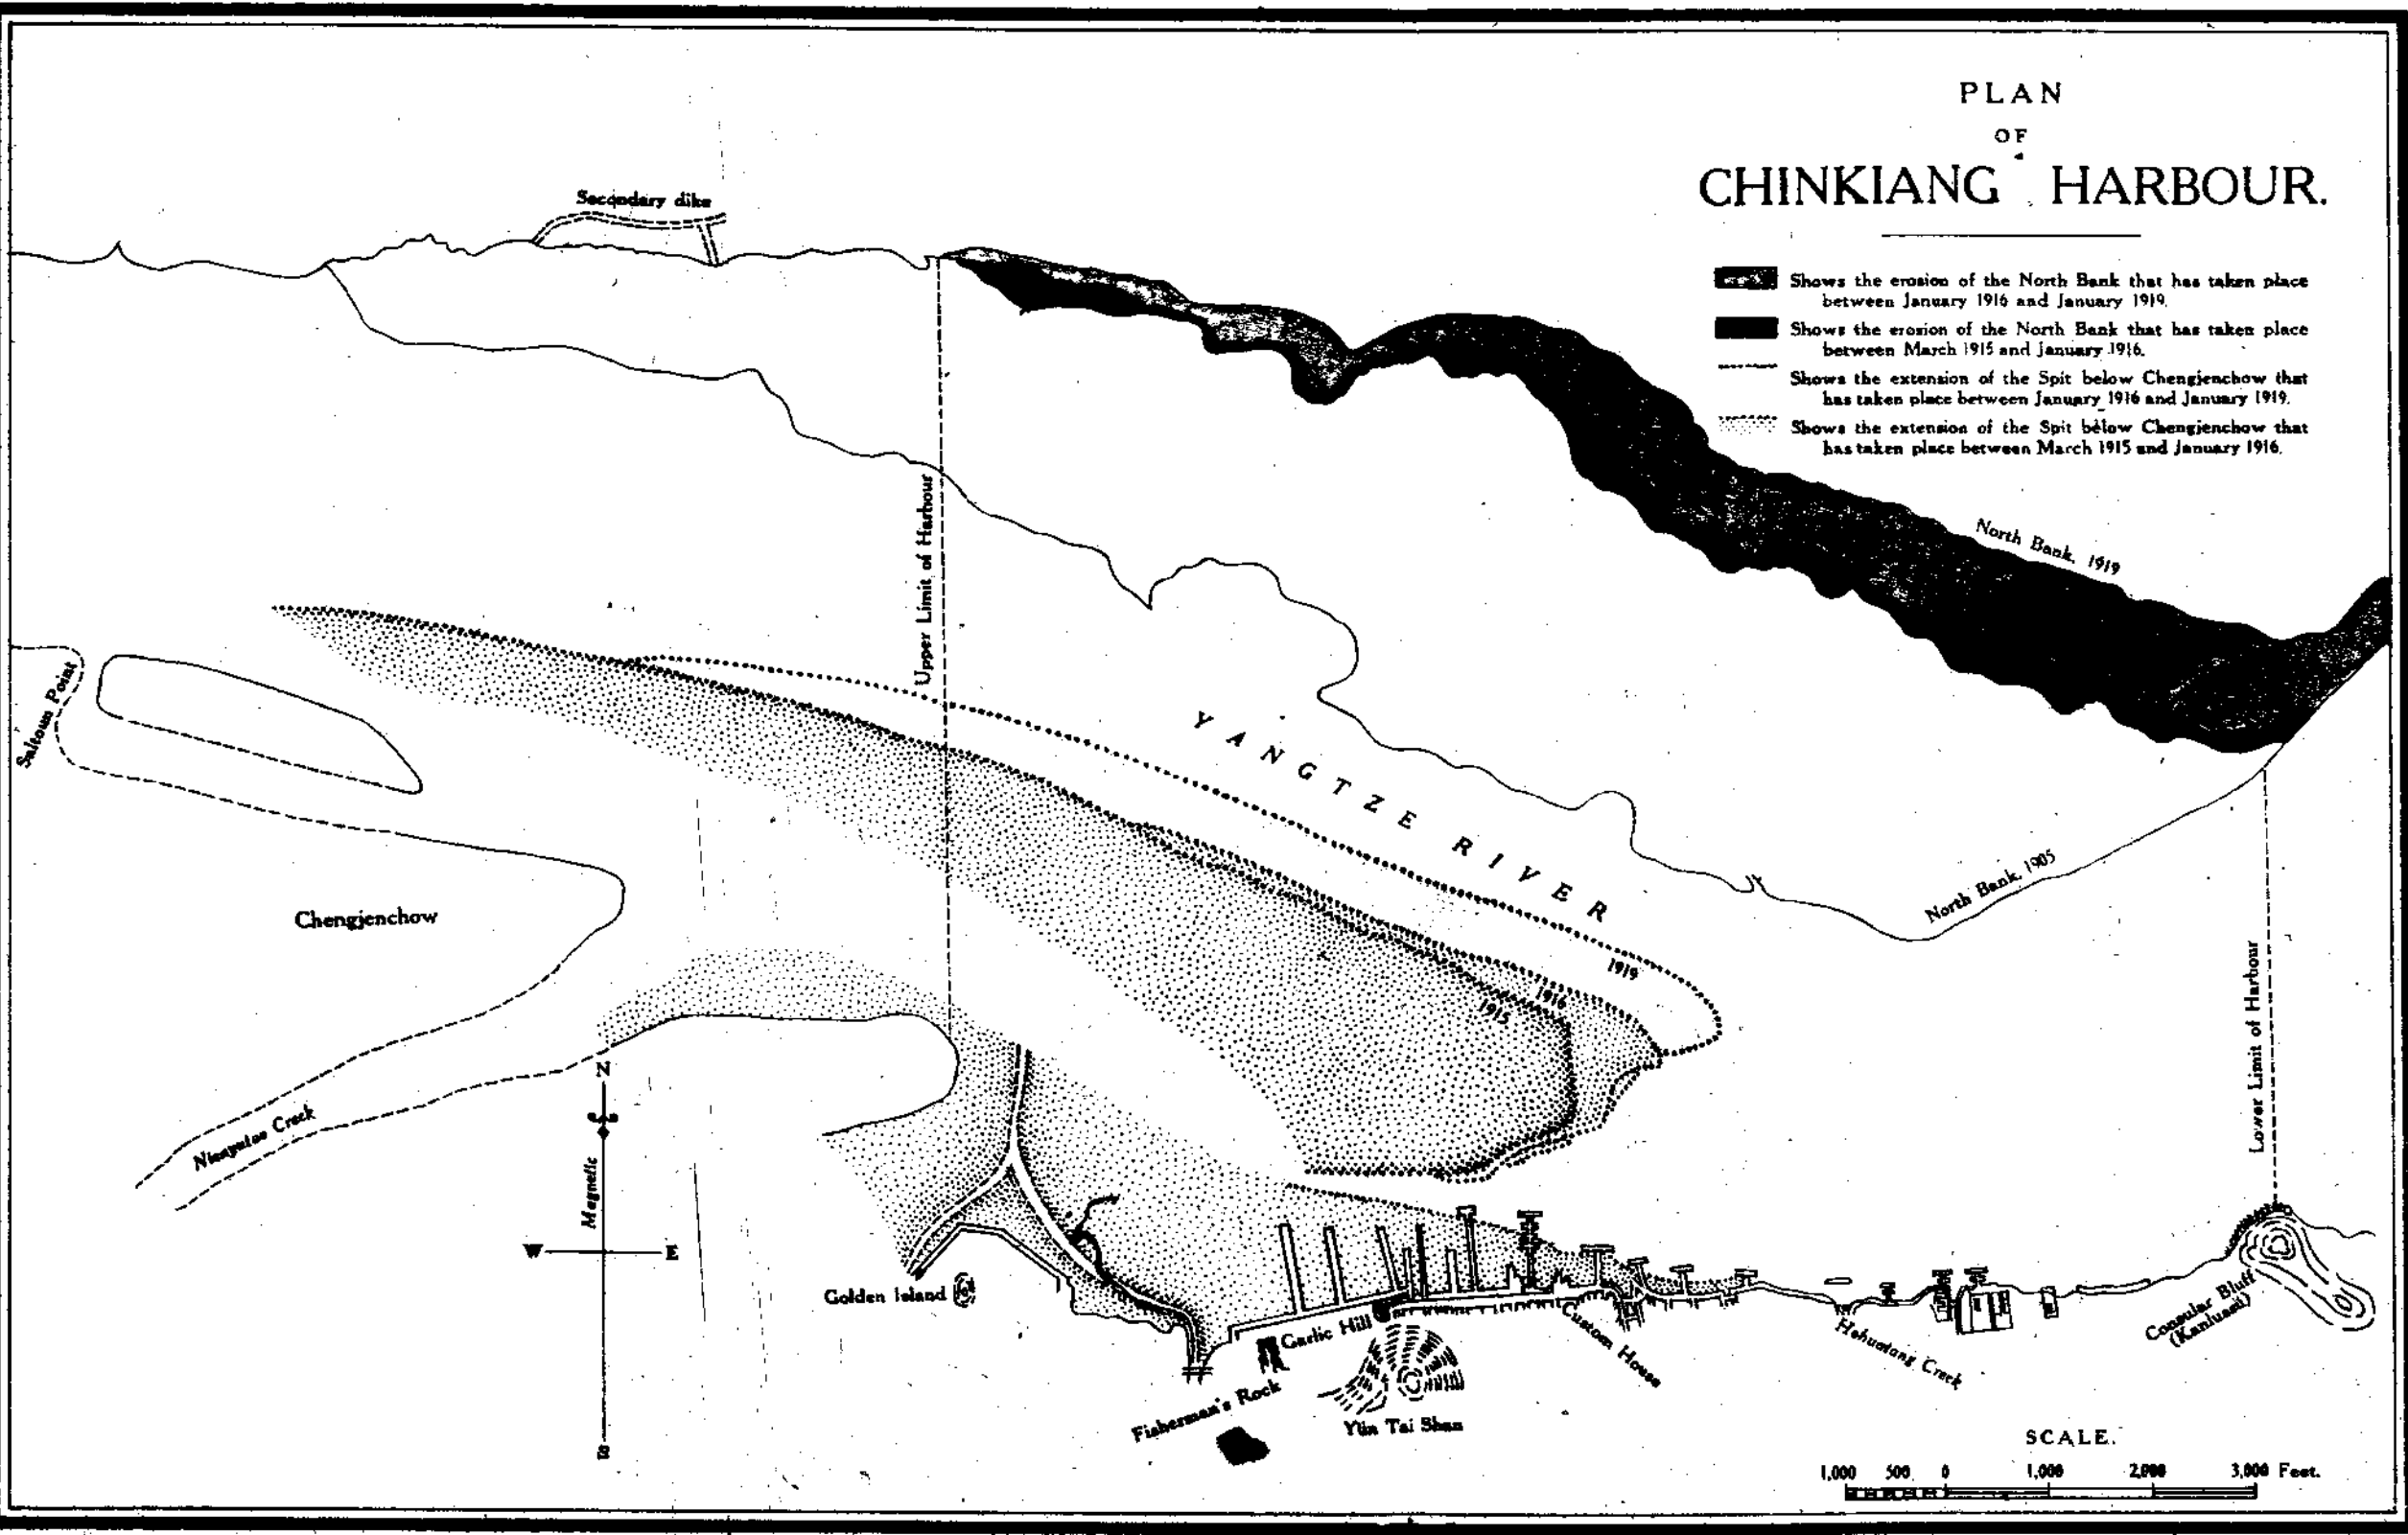 PLAN
OF
CHINKIANG HARBOUR.
Shows the erosion of the North Bank that has taken place
between January 1916 and January 1919.
Shows the erosion of the North Bank that has taken place
between March 1915 and January 1916.
Shows the extension of the Spit below Chengjenchow that
has taken place between January 1916 and January 1919.
Shows the extension of the Spit below Chengjenchow that
has taken place between March 1915 and January 1916.
Secondary dike
Upper Limit of Harbour
North Bank, 1919
Saltoun Point
YANGTZE RIVER
North Bank, 1905
Chengjenchow
1919
1916
1915
Lower Limit of Harbour
N
Magnetic
W E
S
Creek
Golden Island
Garlic Hill
Fisherman's Rock
Yün Tai Shan
Custom House
Creek
Consular Bluff
SCALE.
1,000 500 0 1,000 2,000 3,000 Feet.